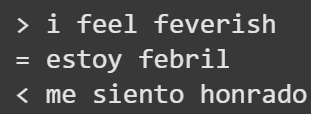 > i feel feverish
= estoy febril
< me siento honrado